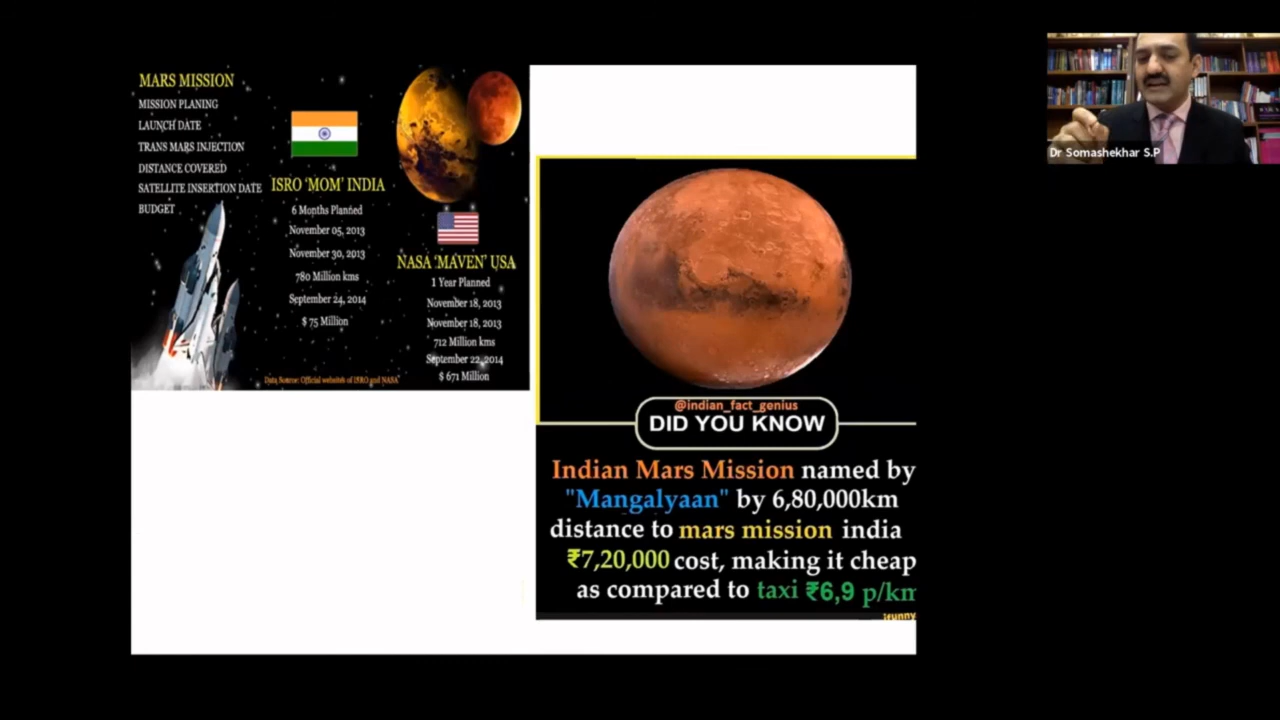 MARS MISSION
MISSION PLANING
LAUNCH DATE
TRANS MARS INJECTION
DISTANCE COVERED
SATELLITE INSERTION DATE
BUDGET
ISRO 'MOM' INDIA
6 Months Planned
November 05, 2013
November 30, 2013
780 Million kms
September 24, 2014
$ 75 Million
NASA 'MAVEN' USA
1 Year Planned
November 18, 2013
November 18, 2013
712 Million kms
September 22, 2014
$ 671 Million
Data Source: Official websites of ISRO and NASA
@indian_fact_genius
DID YOU KNOW
Indian Mars Mission named by
"Mangalyaan" by 6,80,000km
distance to mars mission india
₹7,20,000 cost, making it cheap
as compared to taxi ₹6,9 p/km
ifunny
Dr Somashekhar S.P